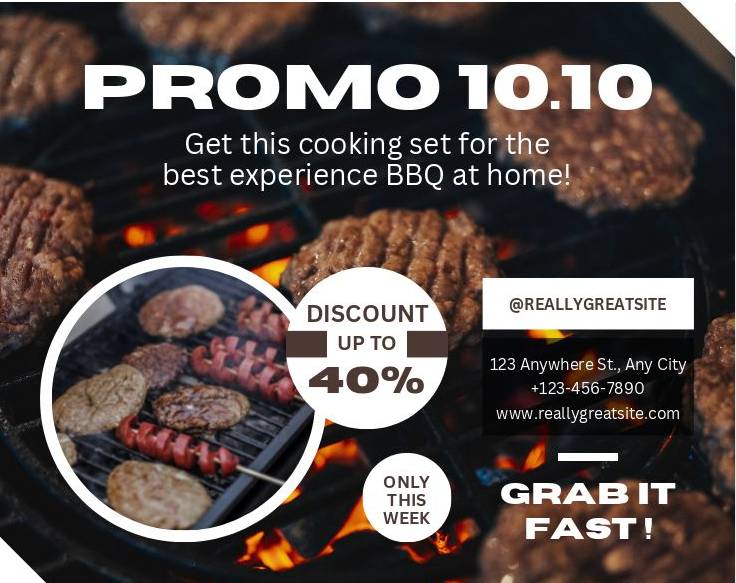 PROMO 10.10
Get this cooking set for the
best experience BBQ at home!
DISCOUNT
UP TO
40%
@REALLYGREATSITE
123 Anywhere St., Any City
+123-456-7890
www.reallygreatsite.com
ONLY
THIS
WEEK
GRAB IT
FAST !